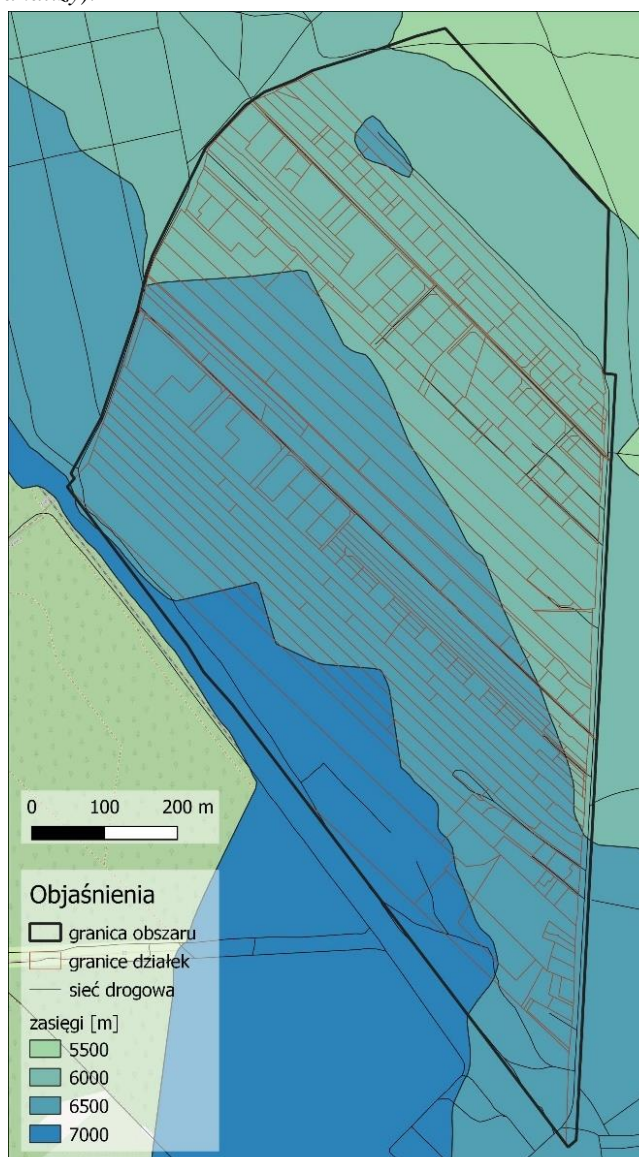 0 100 200 m
Objaśnienia
granica obszaru
granice działek
sieć drogowa
zasięgi [m]
5500
6000
6500
7000